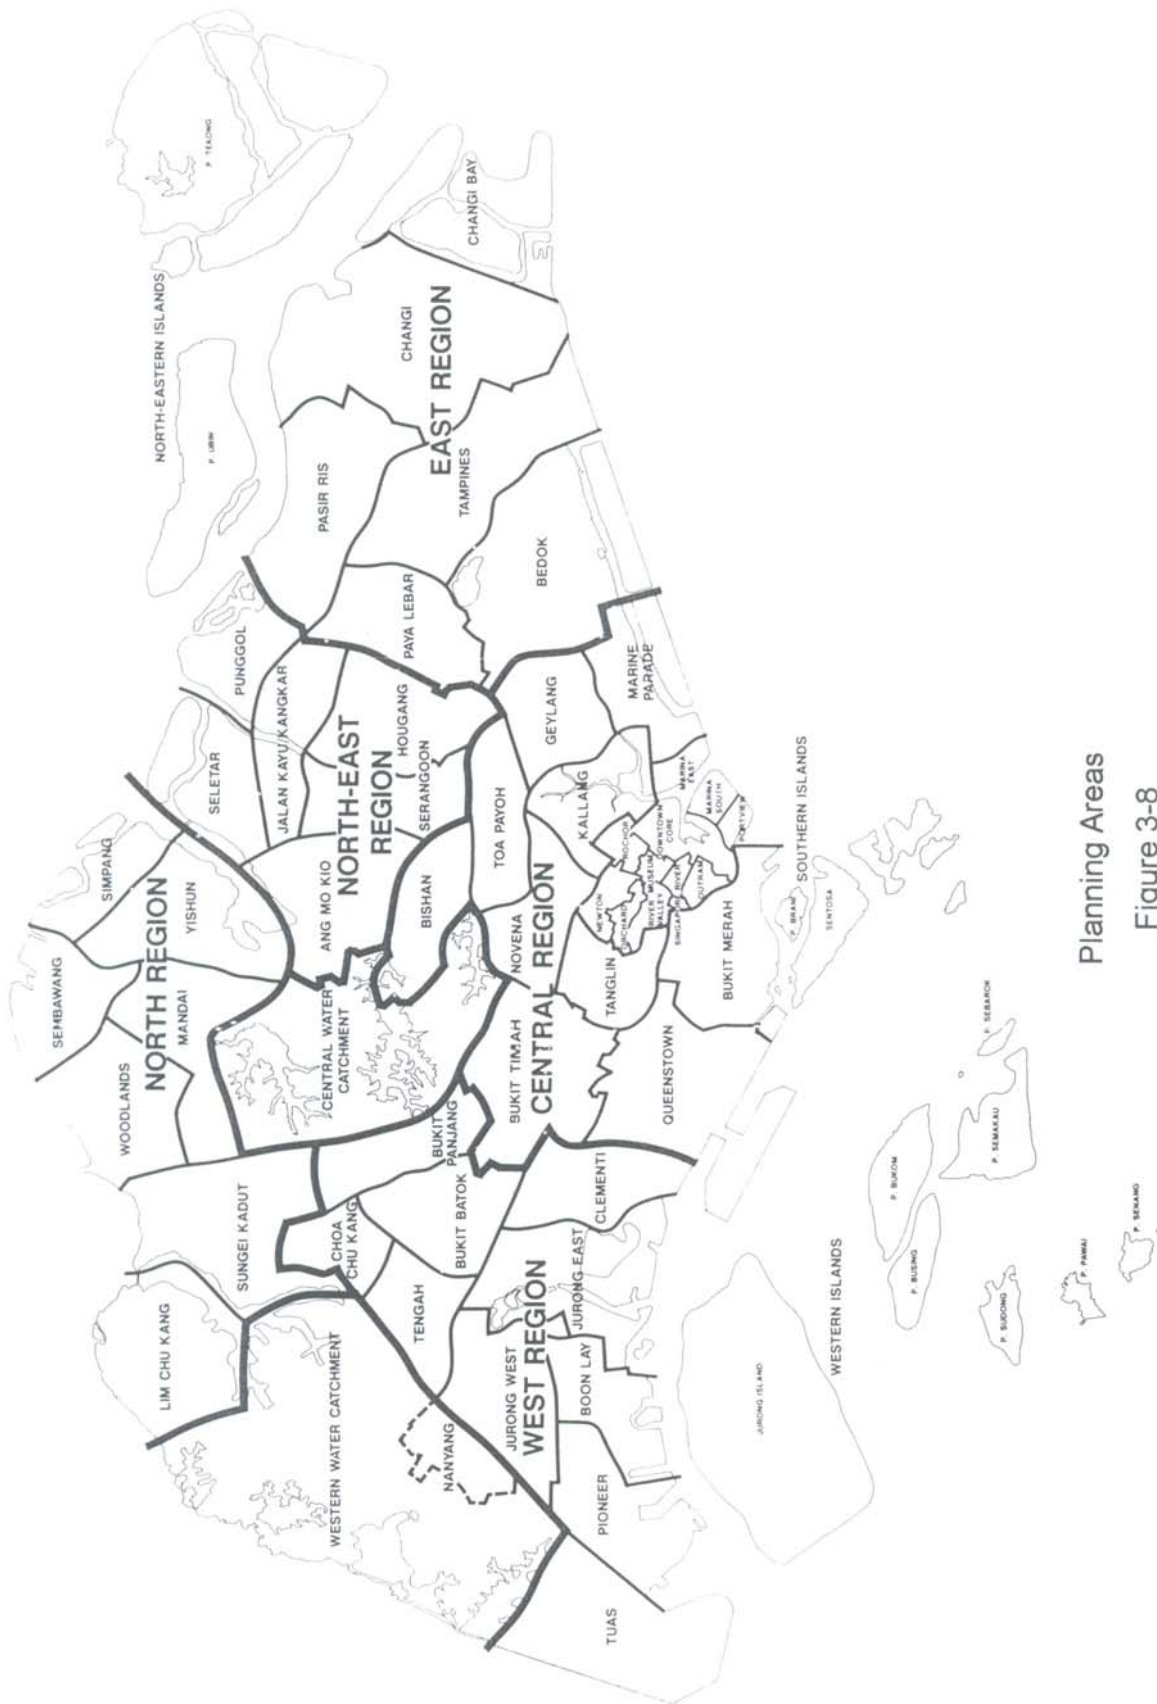 SEMBAWANG
SIMPANG
WOODLANDS
NORTH REGION
MANDAI
YISHUN
LIM CHU KANG
SUNGEI KADUT
SELETAR
PUNGGOL
NORTH-EASTERN ISLANDS
P. TEKONG
P. UBIN
JALAN KAYU/KANGKAR
CENTRAL WATER
CATCHMENT
ANG MO KIO
NORTH-EAST
REGION
HOUGANG
SERANGOON
PASIR RIS
WESTERN WATER CATCHMENT
CHOA
CHU KANG
BUKIT
PANJANG
BISHAN
PAYA LEBAR
CHANGI
EAST REGION
TAMPINES
CHANGI BAY
TENGAH
BUKIT BATOK
NANYANG
TOA PAYOH
NOVENA
BUKIT TIMAH
CENTRAL REGION
BEDOK
GEYLANG
JURONG WEST
WEST REGION
JURONG EAST
BOON LAY
CLEMENTI
PIONEER
TUAS
KALLANG
NEWTON
ORCHARD
TANGLIN
ROCHOR
MUSEUM
RIVER
VALLEY
SINGAPORE RIVER
DOWNTOWN
CORE
OUTRAM
MARINE
PARADE
MARINA
EAST
MARINA
SOUTH
PORTVIEW
QUEENSTOWN
BUKIT MERAH
P. BRANI
SENTOSA
SOUTHERN ISLANDS
JURONG ISLAND
WESTERN ISLANDS
P. BUKOM
P. BUSING
P. SEBAROK
P. SEMAKAU
P. SUDONG
P. PAWAI
P. SENANG
Planning Areas
Figure 3-8